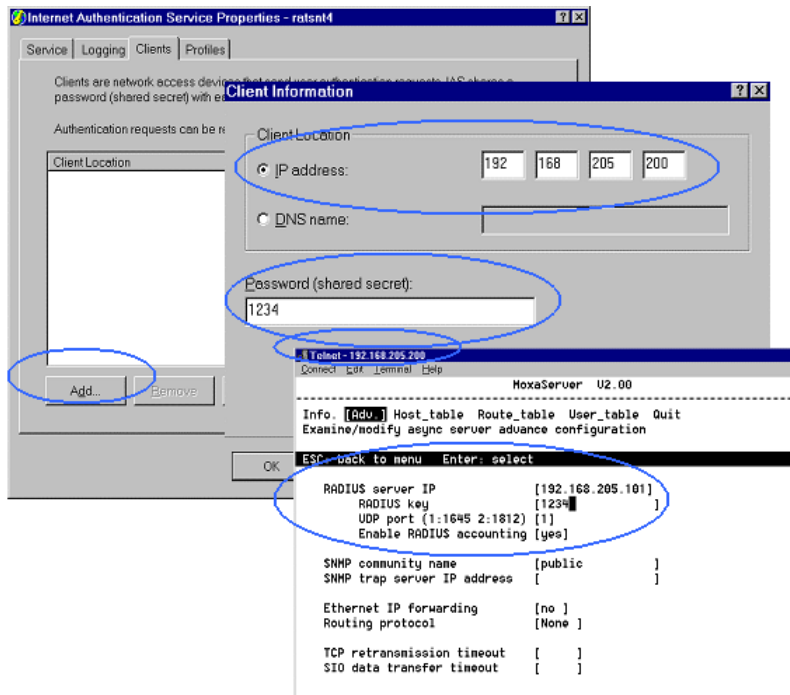 Internet Authentication Service Properties - ratsnt4
Service Logging Clients Profiles
Clients are network access devices that send user authentication requests. IAS shares a
password (shared secret) with e
Authentication requests can be re
Client Location
Add...
Remove
OK
Client Information
Client Location
IP address: 192 168 205 200
DNS name:
Password (shared secret):
1234
Telnet - 192.168.205.200
Connect Edit Terminal Help
MoxaServer V2.00
Info. [Adv.] Host_table Route_table User_table Quit
Examine/modify async server advance configuration
ESC: back to menu Enter: select
RADIUS server IP [192.168.205.101]
RADIUS key [1234 ]
UDP port (1:1645 2:1812) [1]
Enable RADIUS accounting [yes]
SNMP community name [public ]
SNMP trap server IP address [ ]
Ethernet IP forwarding [no ]
Routing protocol [None ]
TCP retransmission timeout [ ]
SIO data transfer timeout [ ]